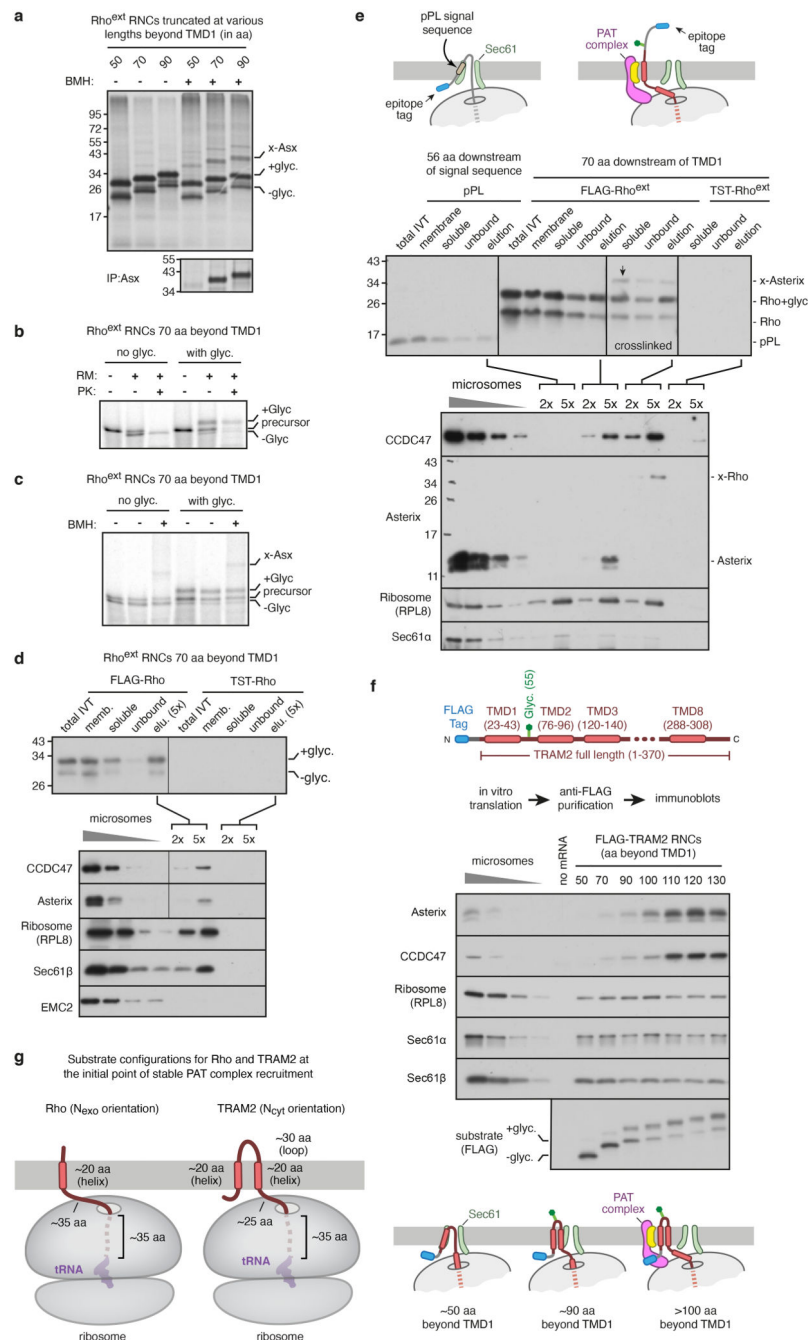 a
Rho^ext RNCs truncated at various
lengths beyond TMD1 (in aa)
50 70 90 50 70 90
BMH: - - - + + +
95
72
55
43
34
26
17
x-Asx
+glyc.
-glyc.
55
43
34
IP:Asx
b
Rho^ext RNCs 70 aa beyond TMD1
no glyc. with glyc.
RM: - + + - + +
PK: + +
+Glyc
precursor
-Glyc
c
Rho^ext RNCs 70 aa beyond TMD1
no glyc. with glyc.
BMH: - - + - - +
x-Asx
+Glyc
precursor
-Glyc
d
Rho^ext RNCs 70 aa beyond TMD1
FLAG-Rho TST-Rho
total IVT memb. soluble unbound elu. (5x) total IVT memb. soluble unbound elu. (5x)
43
34
26
+glyc.
-glyc.
microsomes
2x 5x 2x 5x
CCDC47
Asterix
Ribosome
(RPL8)
Sec61β
EMC2
e
pPL signal
sequence
Sec61
epitope
tag
PAT
complex
epitope
tag
56 aa downstream
of signal sequence
70 aa downstream of TMD1
pPL FLAG-Rho^ext TST-Rho^ext
total IVT membrane soluble unbound elution total IVT membrane soluble unbound elution soluble unbound elution soluble unbound elution
43
34
26
17
x-Asterix
Rho+glyc
Rho
pPL
crosslinked
microsomes
2x 5x 2x 5x 2x 5x 2x 5x
CCDC47
43
34
26
17
11
x-Rho
Asterix
Asterix
Ribosome
(RPL8)
Sec61α
f
FLAG
Tag
TMD1
(23-43)
Glyc. (55)
TMD2
(76-96)
TMD3
(120-140)
TMD8
(288-308)
N C
TRAM2 full length (1-370)
in vitro
translation
anti-FLAG
purification
immunoblots
microsomes
no mRNA
FLAG-TRAM2 RNCs
(aa beyond TMD1)
50 70 90 100 110 120 130
Asterix
CCDC47
Ribosome
(RPL8)
Sec61α
Sec61β
substrate
(FLAG)
+glyc.
-glyc.
Sec61
PAT
complex
~50 aa
beyond TMD1
~90 aa
beyond TMD1
>100 aa
beyond TMD1
g
Substrate configurations for Rho and TRAM2 at
the initial point of stable PAT complex recruitment
Rho (Nexo orientation)
TRAM2 (Ncyt orientation)
~20 aa
(helix)
~35 aa
~35 aa
tRNA
ribosome
~30 aa
(loop)
~20 aa
(helix)
~20 aa
(helix)
~25 aa
~35 aa
tRNA
ribosome